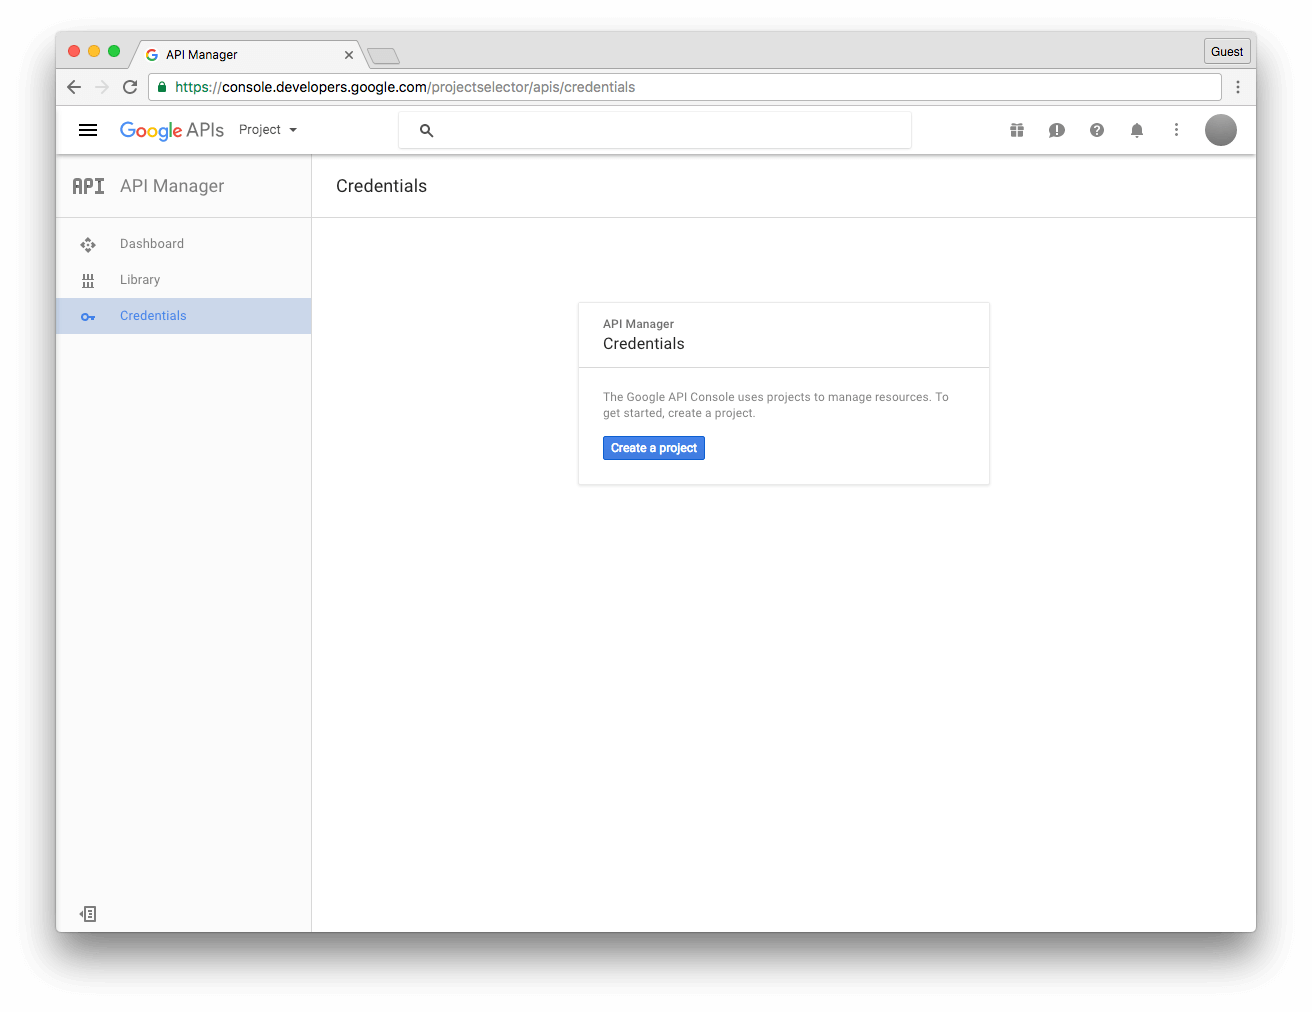 API Manager
Guest
https://console.developers.google.com/projectselector/apis/credentials
Google APIs Project
API API Manager
Credentials
Dashboard
Library
Credentials
API Manager
Credentials
The Google API Console uses projects to manage resources. To
get started, create a project.
Create a project